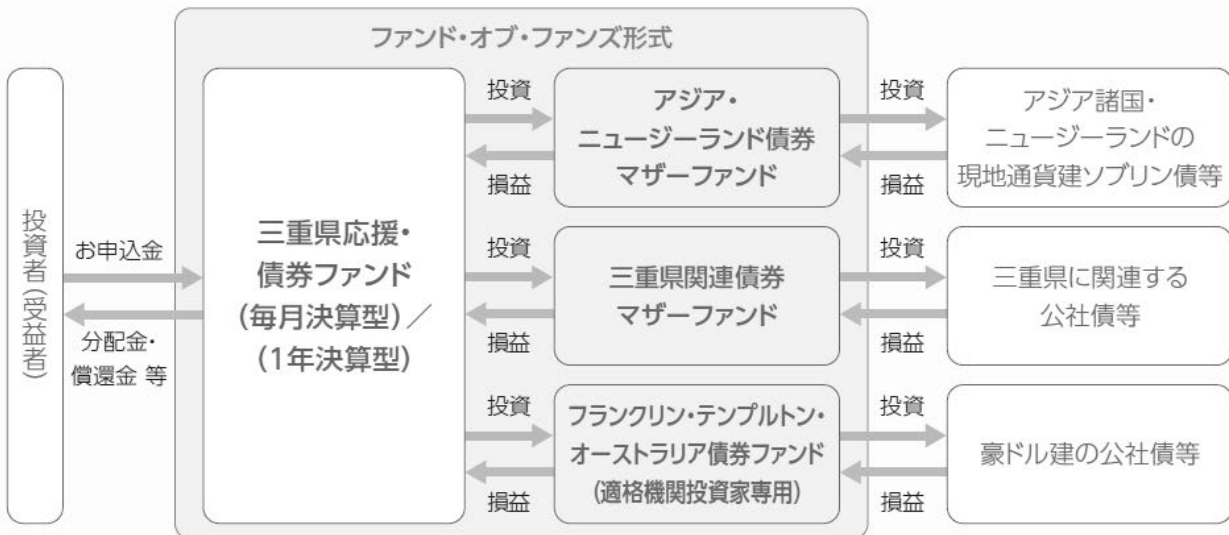 ファンド・オブ・ファンズ形式
投資者(受益者)
お申込金
分配金・
償還金 等
三重県応援・
債券ファンド
(毎月決算型)／
(1年決算型)
投資
損益
アジア・
ニュージーランド債券
マザーファンド
投資
損益
アジア諸国・
ニュージーランドの
現地通貨建ソブリン債等
投資
損益
三重県関連債券
マザーファンド
投資
損益
三重県に関連する
公社債等
投資
損益
フランクリン・テンプルトン・
オーストラリア債券ファンド
(適格機関投資家専用)
投資
損益
豪ドル建の公社債等